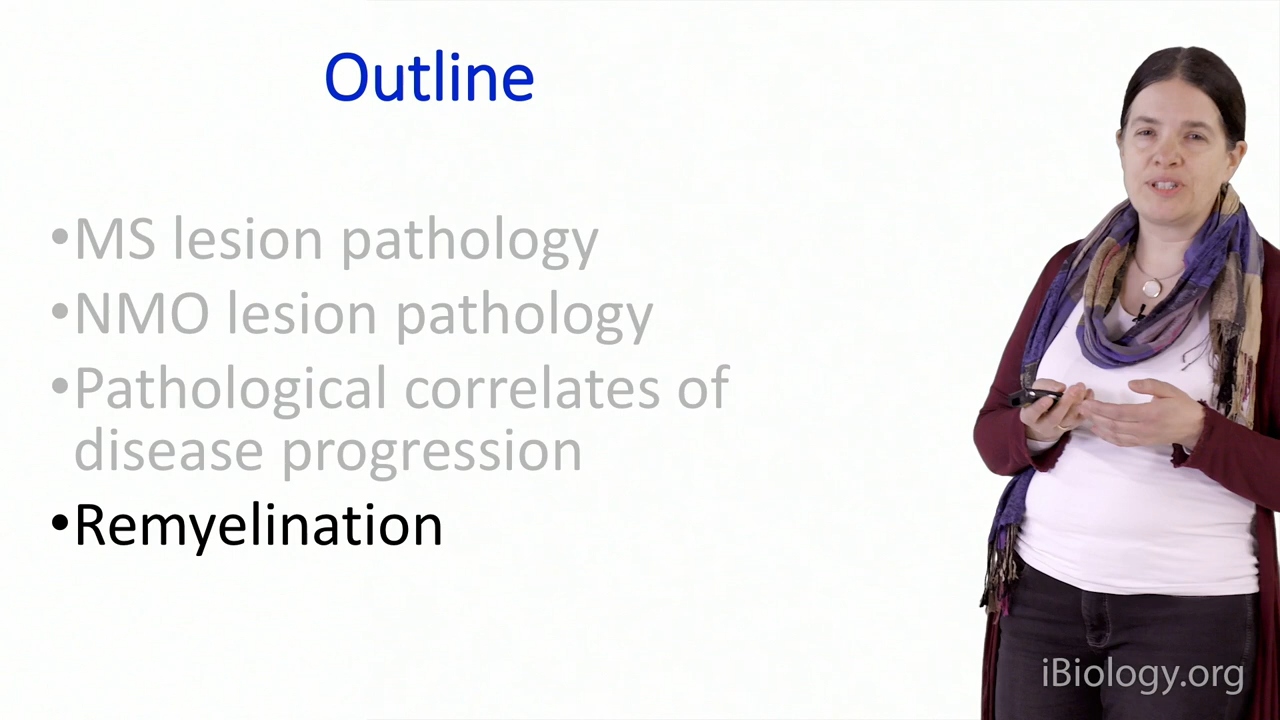 Outline
•MS lesion pathology
•NMO lesion pathology
•Pathological correlates of
disease progression
•Remyelination
iBiology.org